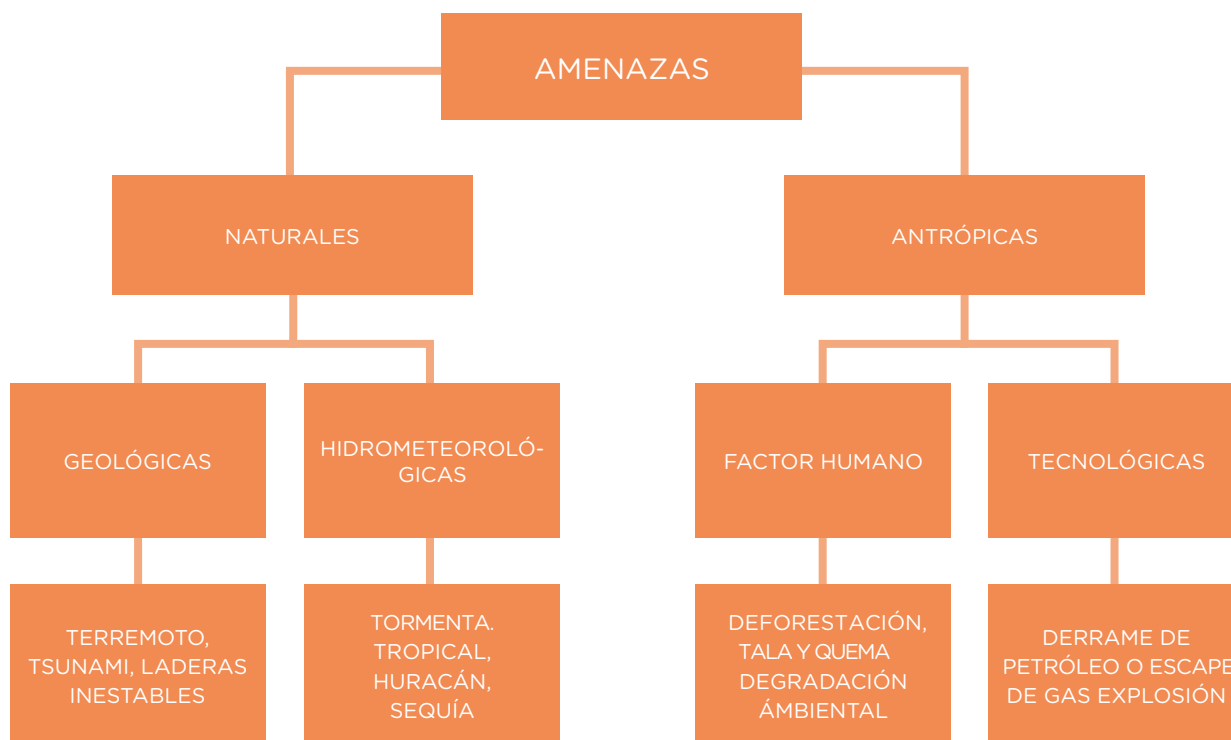 AMENAZAS
NATURALES
ANTRÓPICAS
GEOLÓGICAS
HIDROMETEOROLÓ-
GICAS
FACTOR HUMANO
TECNOLÓGICAS
TERREMOTO,
TSUNAMI, LADERAS
INESTABLES
TORMENTA.
TROPICAL,
HURACÁN,
SEQUÍA
DEFORESTACIÓN,
TALA Y QUEMA
DEGRADACIÓN
ÁMBIENTAL
DERRAME DE
PETRÓLEO O ESCAPE
DE GAS EXPLOSIÓN